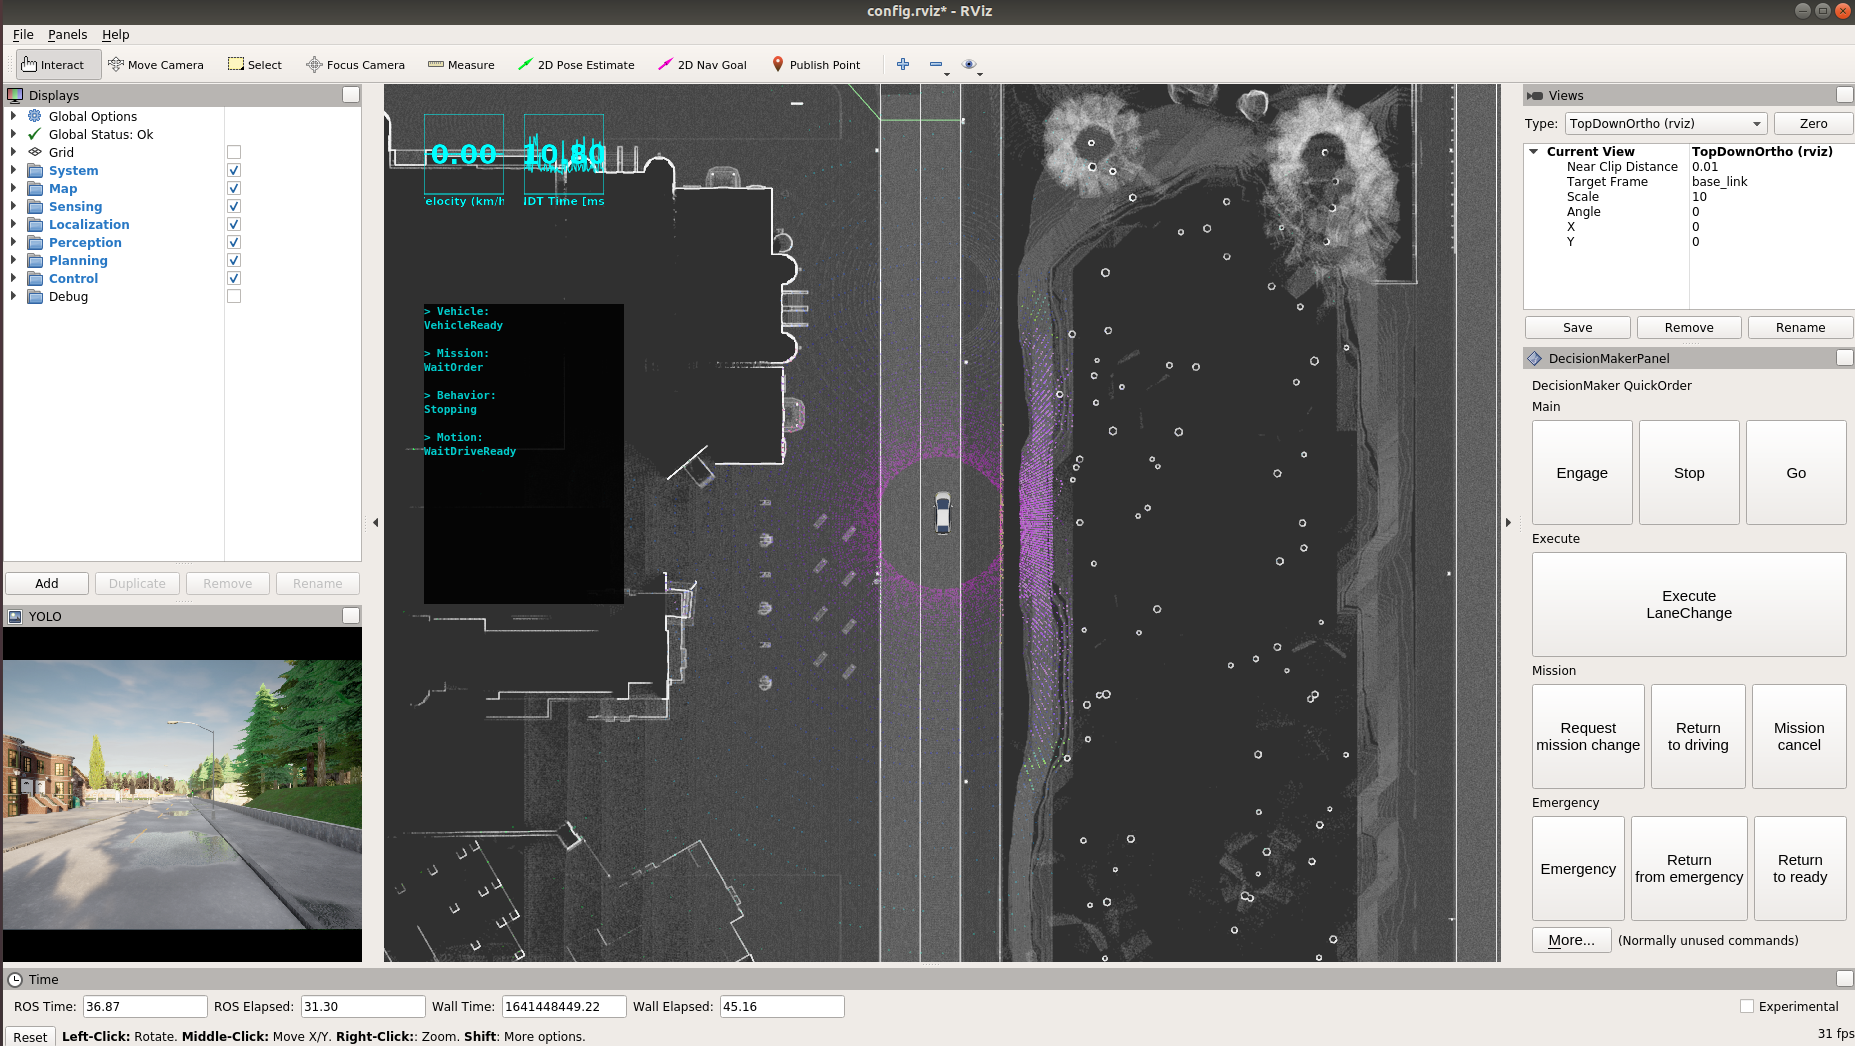 config.rviz* - RViz
File Panels Help
Interact Move Camera Select Focus Camera Measure 2D Pose Estimate 2D Nav Goal Publish Point
Displays
Global Options
Global Status: Ok
Grid
System
Map
Sensing
Localization
Perception
Planning
Control
Debug
Add Duplicate Remove Rename
YOLO
0.00 10.80
elocity (km/h NDT Time [ms
> Vehicle:
VehicleReady
> Mission:
WaitOrder
> Behavior:
Stopping
> Motion:
WaitDriveReady
Views
Type: TopDownOrtho (rviz) Zero
Current View TopDownOrtho (rviz)
Near Clip Distance 0.01
Target Frame base_link
Scale 10
Angle 0
X 0
Y 0
Save Remove Rename
DecisionMakerPanel
DecisionMaker QuickOrder
Main
Engage Stop Go
Execute
Execute
LaneChange
Mission
Request
mission change
Return
to driving
Mission
cancel
Emergency
Emergency
Return
from emergency
Return
to ready
More... (Normally unused commands)
Time
ROS Time: 36.87 ROS Elapsed: 31.30 Wall Time: 1641448449.22 Wall Elapsed: 45.16 Experimental
Reset Left-Click: Rotate. Middle-Click: Move X/Y. Right-Click:: Zoom. Shift: More options. 31 fps